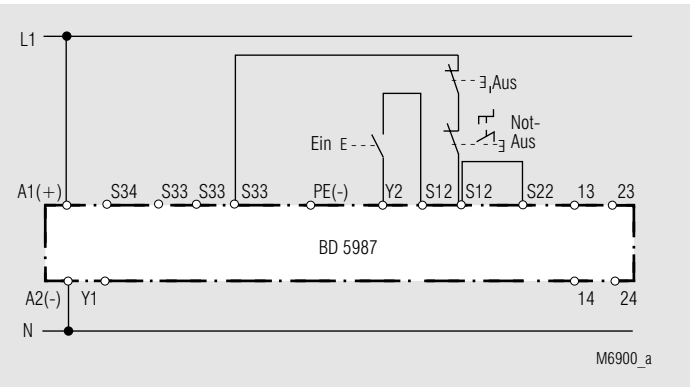 L1
Aus
Not-
Aus
Ein E
A1(+) S34 S33 S33 S33 PE(-) Y2 S12 S12 S22 13 23
BD 5987
A2(-) Y1 14 24
N
M6900_a